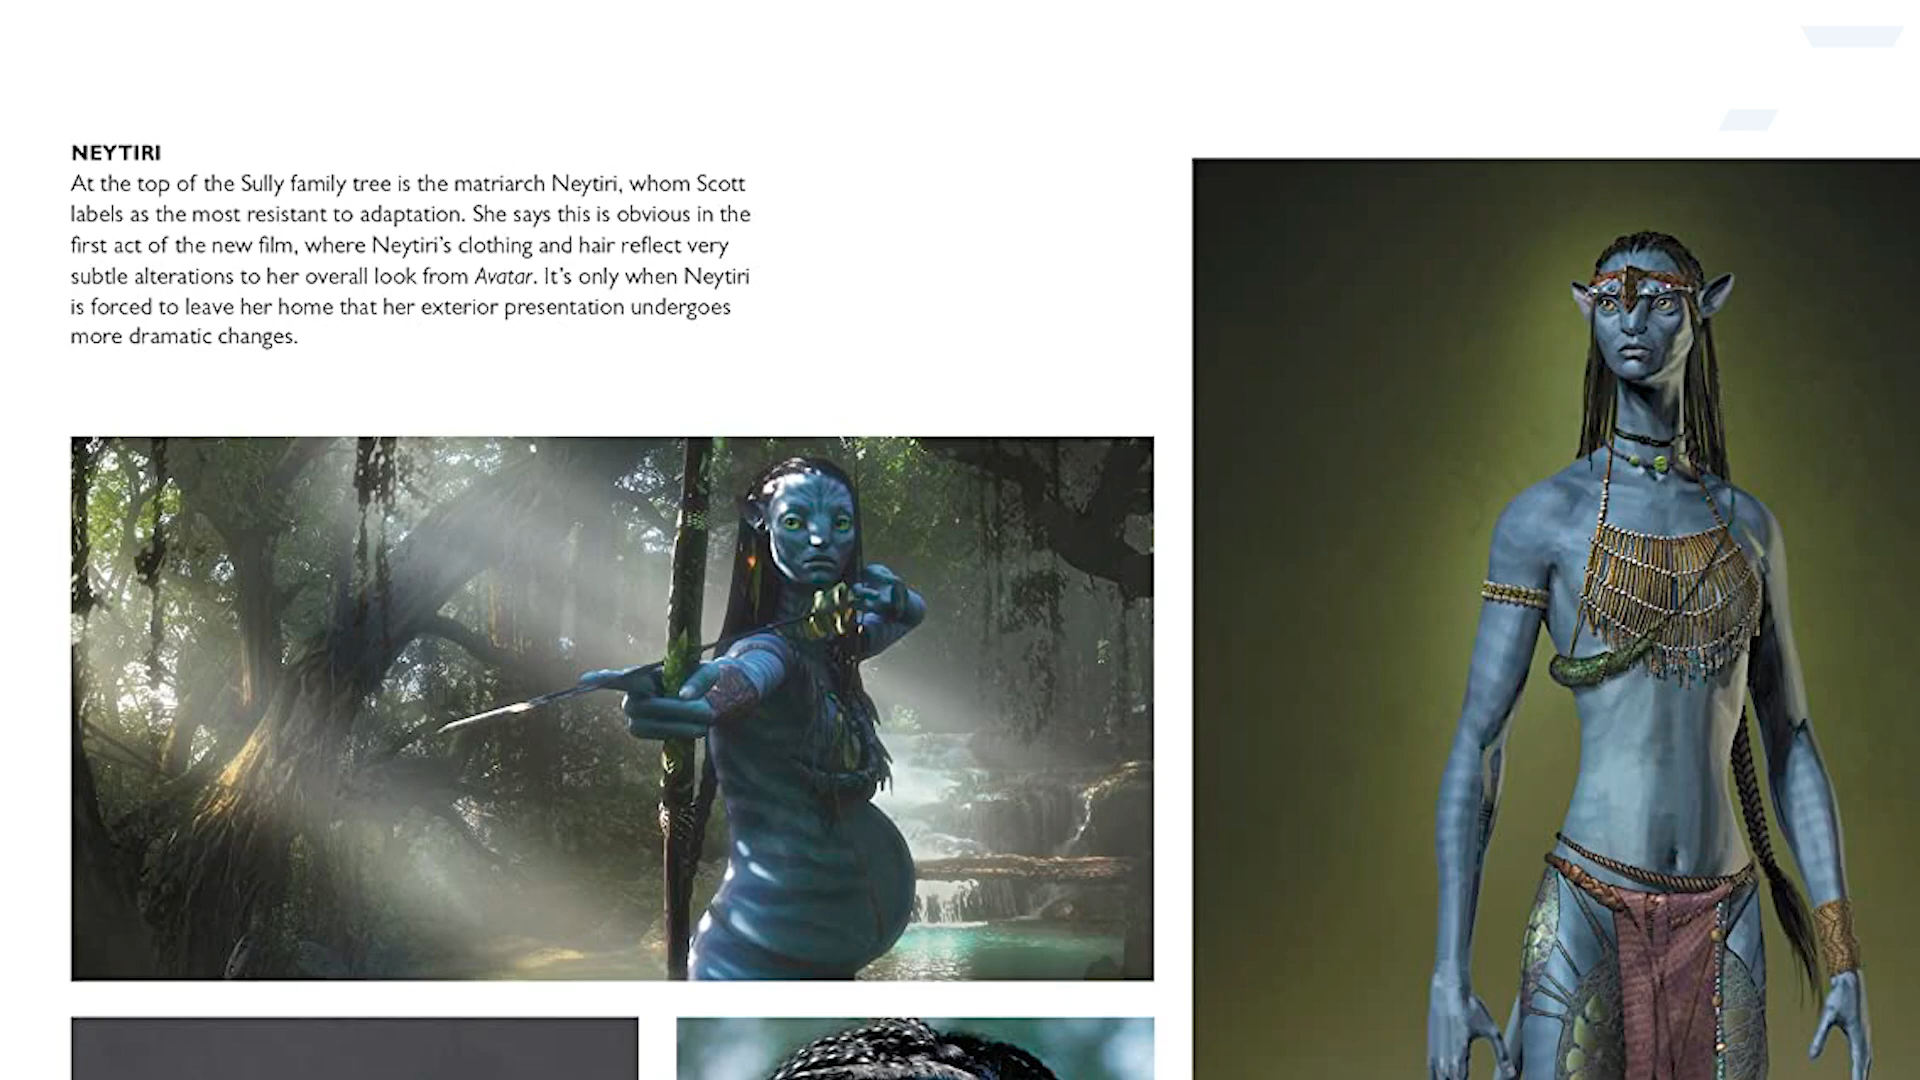 NEYTIRI
At the top of the Sully family tree is the matriarch Neytiri, whom Scott
labels as the most resistant to adaptation. She says this is obvious in the
first act of the new film, where Neytiri’s clothing and hair reflect very
subtle alterations to her overall look from Avatar. It’s only when Neytiri
is forced to leave her home that her exterior presentation undergoes
more dramatic changes.